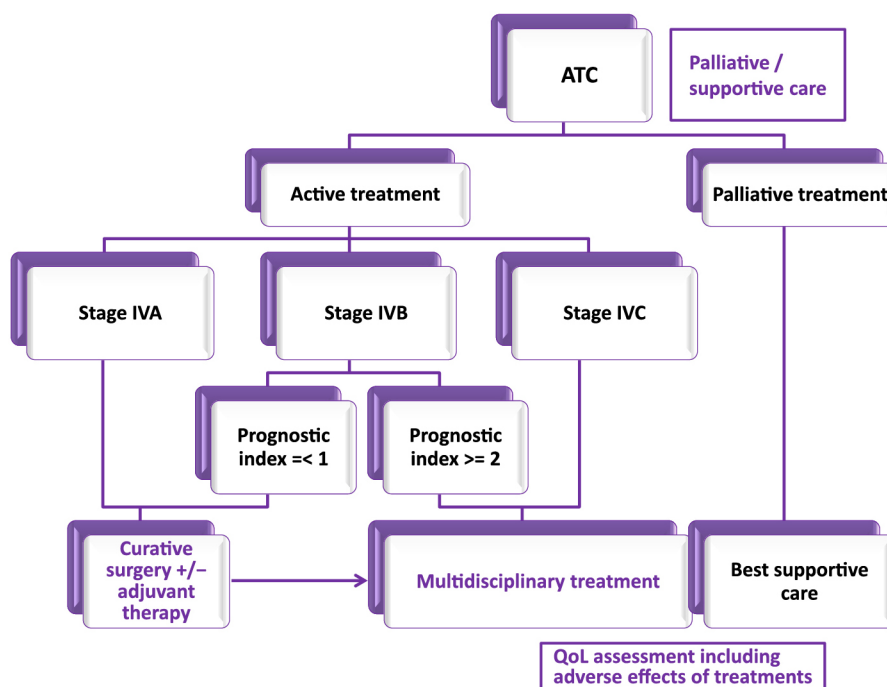 ATC
Palliative /
supportive care
Active treatment
Palliative treatment
Stage IVA
Stage IVB
Stage IVC
Prognostic
index =< 1
Prognostic
index >= 2
Curative
surgery +/–
adjuvant
therapy
Multidisciplinary treatment
Best supportive
care
QoL assessment including
adverse effects of treatments